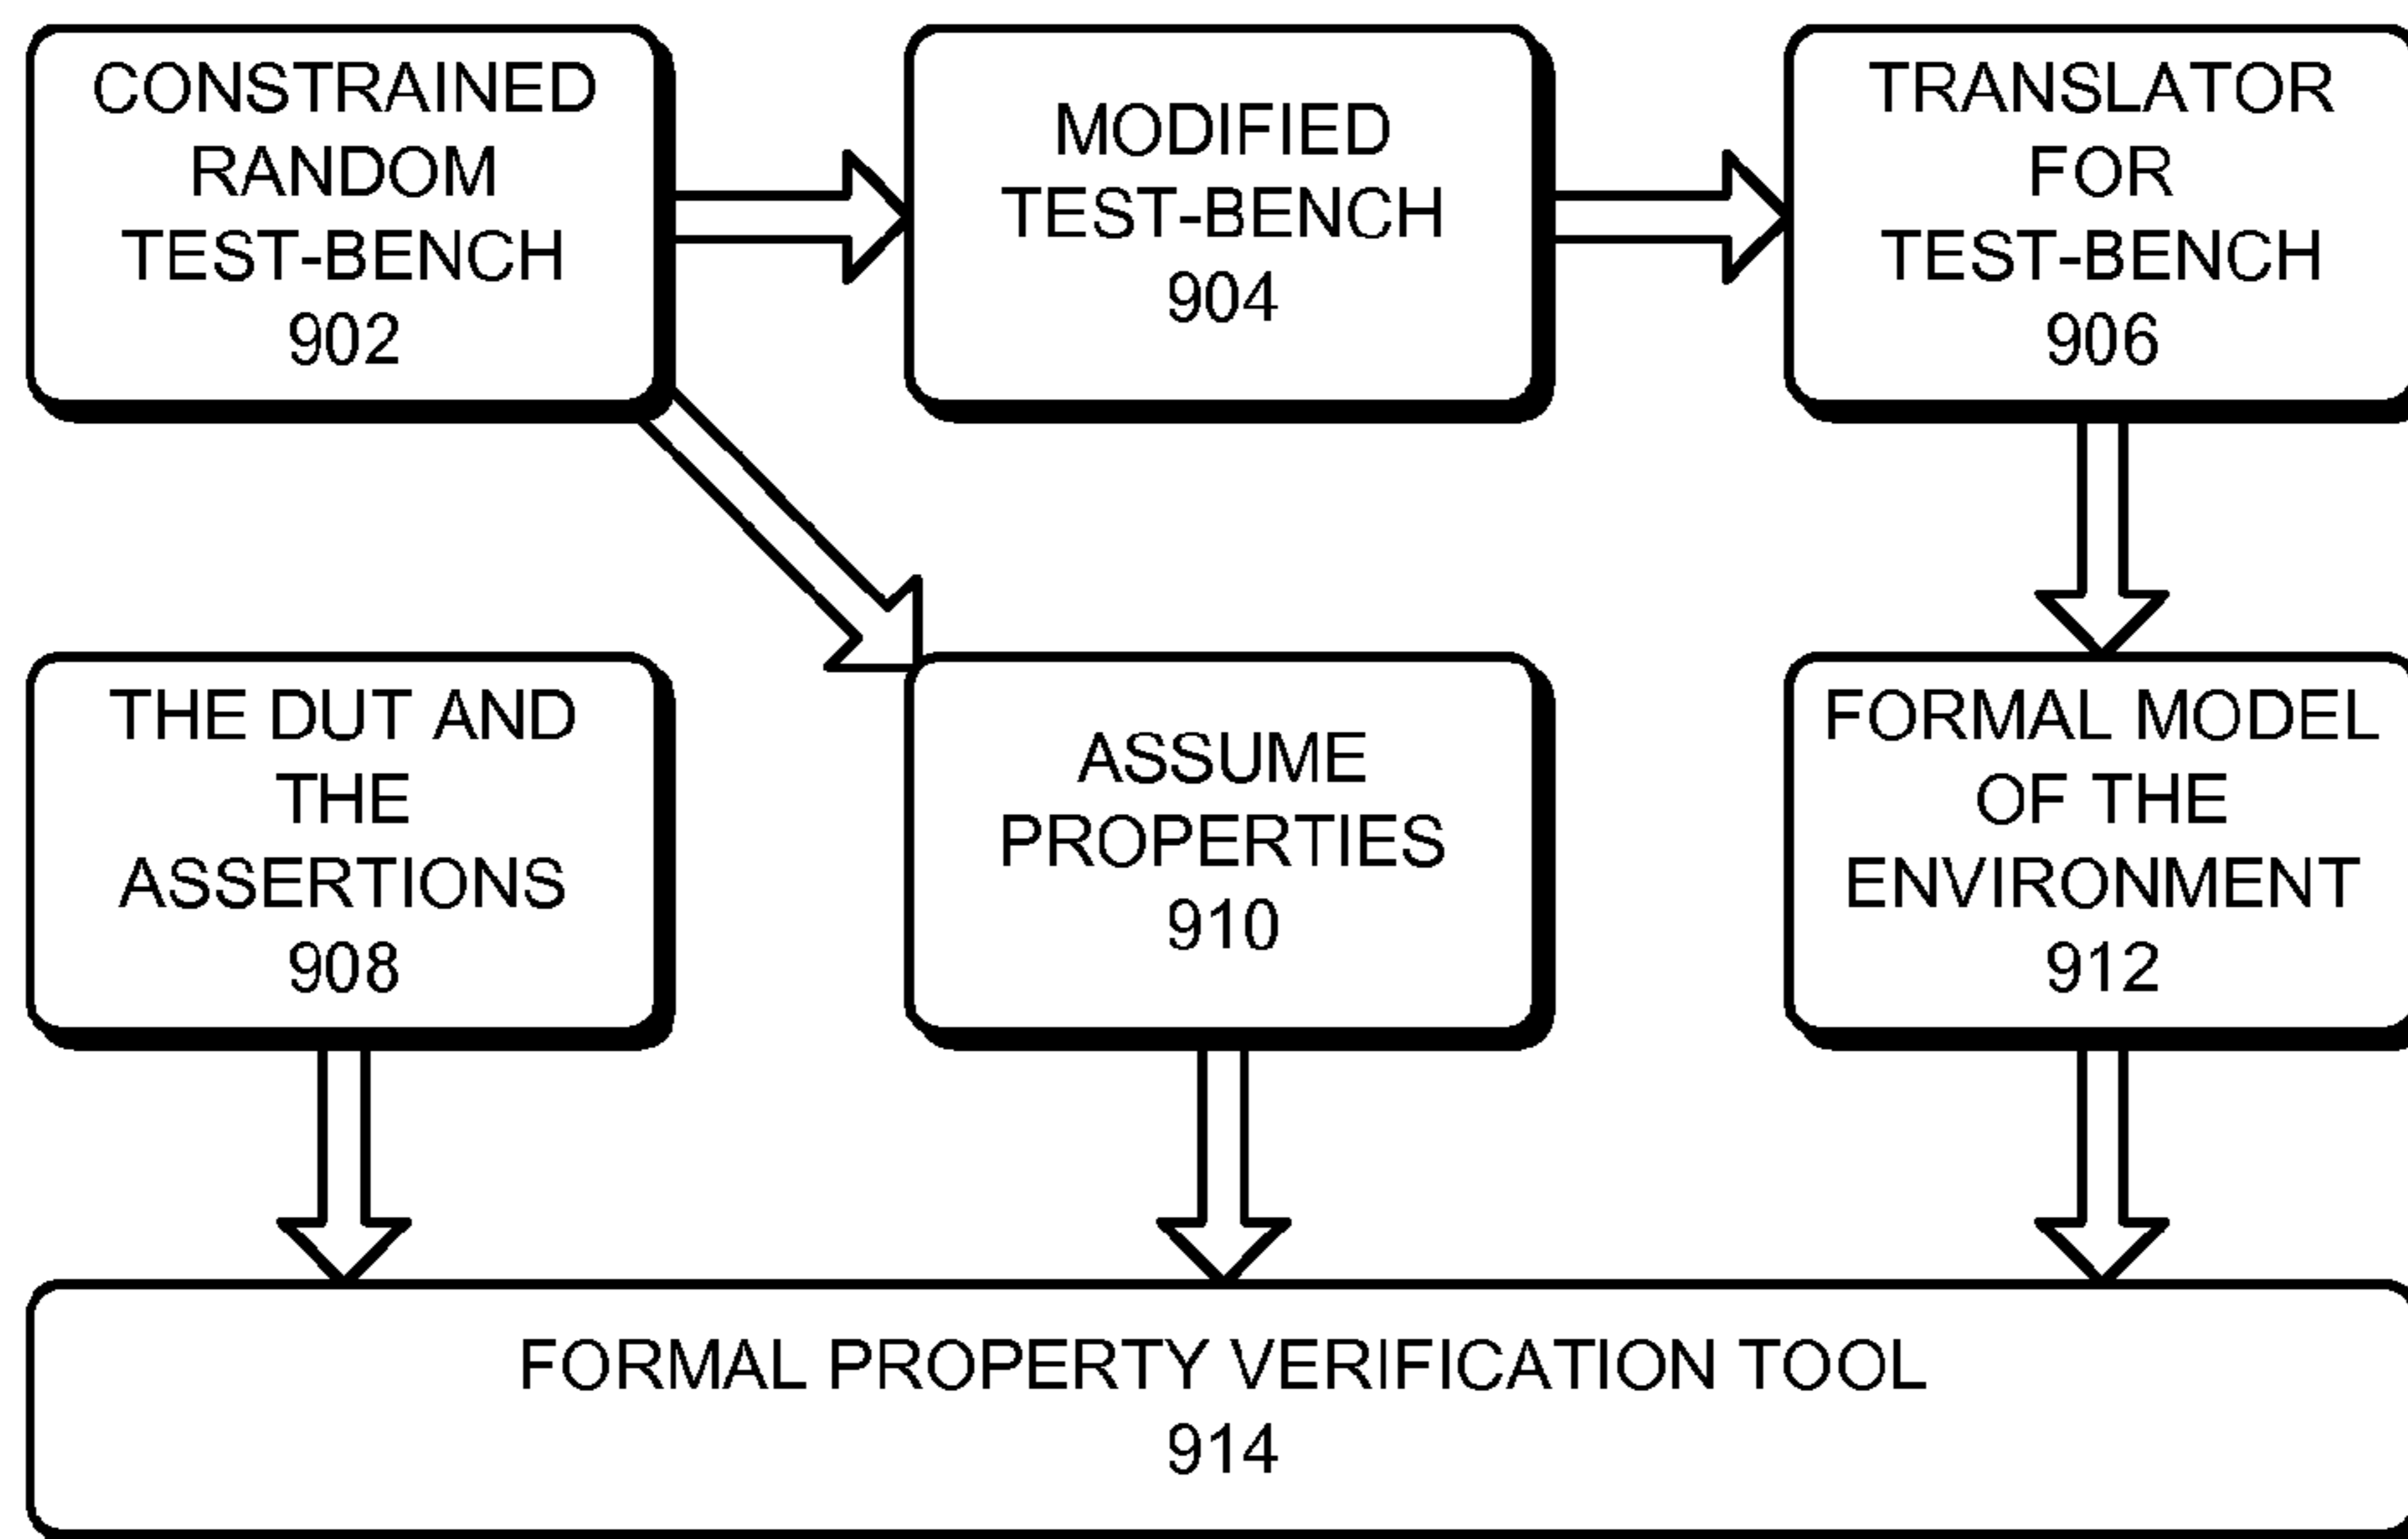 CONSTRAINED
RANDOM
TEST-BENCH
902
MODIFIED
TEST-BENCH
904
TRANSLATOR
FOR
TEST-BENCH
906
THE DUT AND
THE
ASSERTIONS
908
ASSUME
PROPERTIES
910
FORMAL MODEL
OF THE
ENVIRONMENT
912
FORMAL PROPERTY VERIFICATION TOOL
914